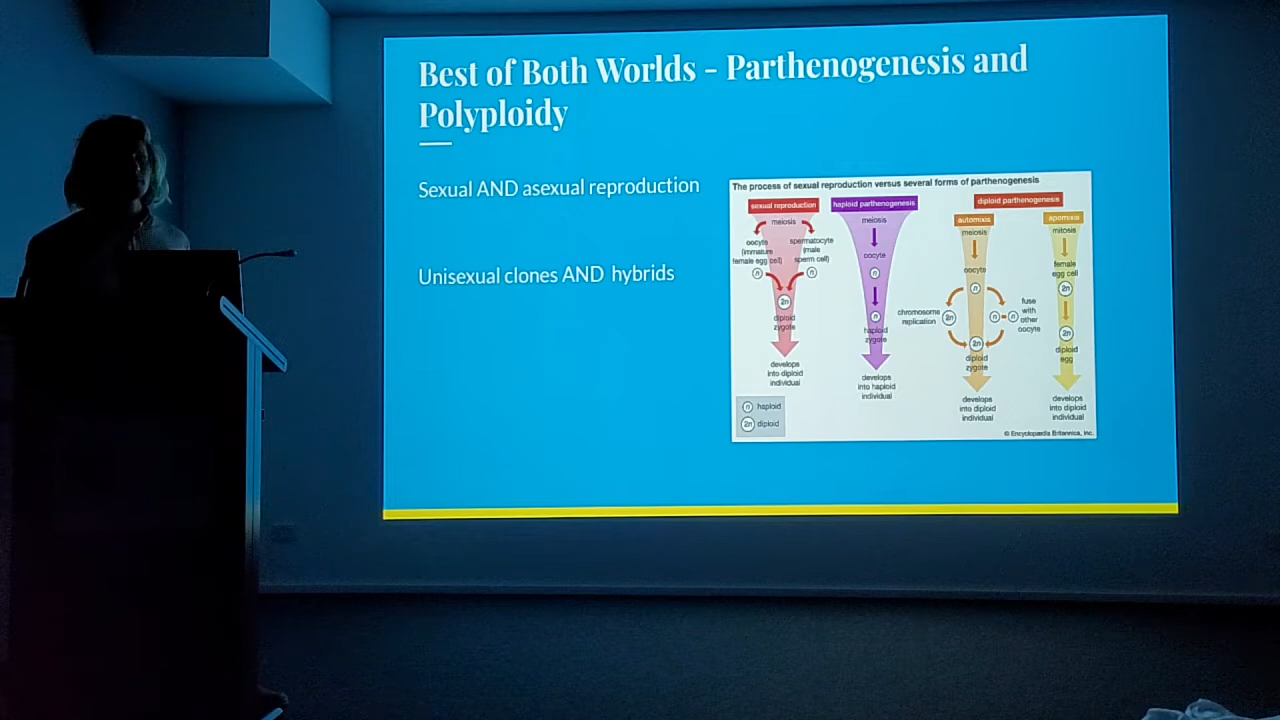 Best of Both Worlds - Parthenogenesis and
Polyploidy
Sexual AND asexual reproduction
Unisexual clones AND hybrids
The process of sexual reproduction versus several forms of parthenogenesis
sexual reproduction
meiosis
oocyte
(immature
female egg cell)
spermatocyte
(male
sperm cell)
n
n
2n
diploid
zygote
develops
into diploid
individual
haploid parthenogenesis
meiosis
oocyte
n
n
haploid
zygote
develops
into haploid
individual
diploid parthenogenesis
automixis
meiosis
oocyte
n
chromosome
replication
2n
n
n
fuse
with
other
oocyte
2n
diploid
zygote
develops
into diploid
individual
apomixis
mitosis
female
egg cell
2n
2n
diploid
egg
develops
into diploid
individual
n haploid
2n diploid
© Encyclopædia Britannica, Inc.